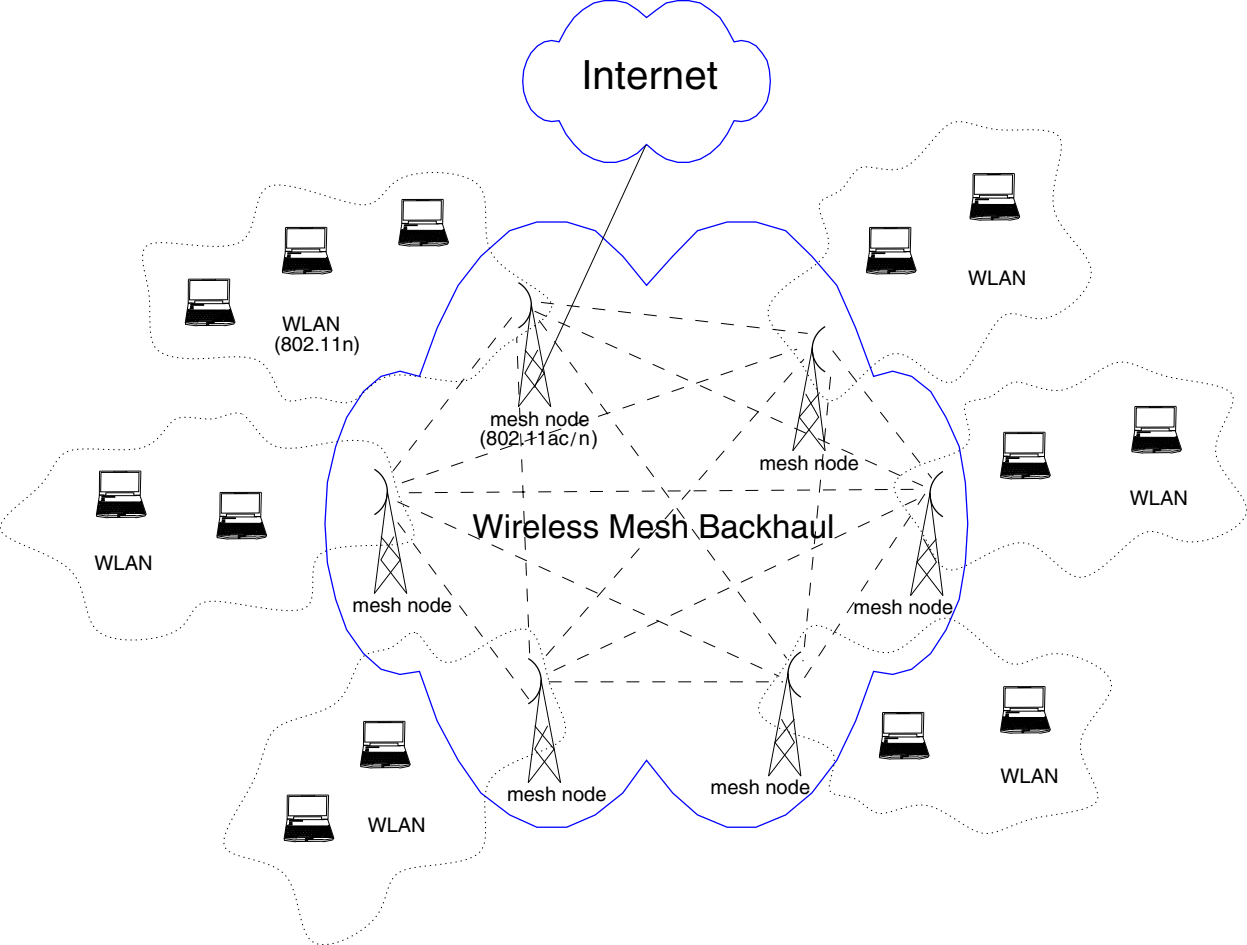 Internet
WLAN
WLAN
(802.11n)
mesh node
(802.11ac/n)
mesh node
WLAN
Wireless Mesh Backhaul
WLAN
mesh node
mesh node
WLAN
mesh node
mesh node
WLAN